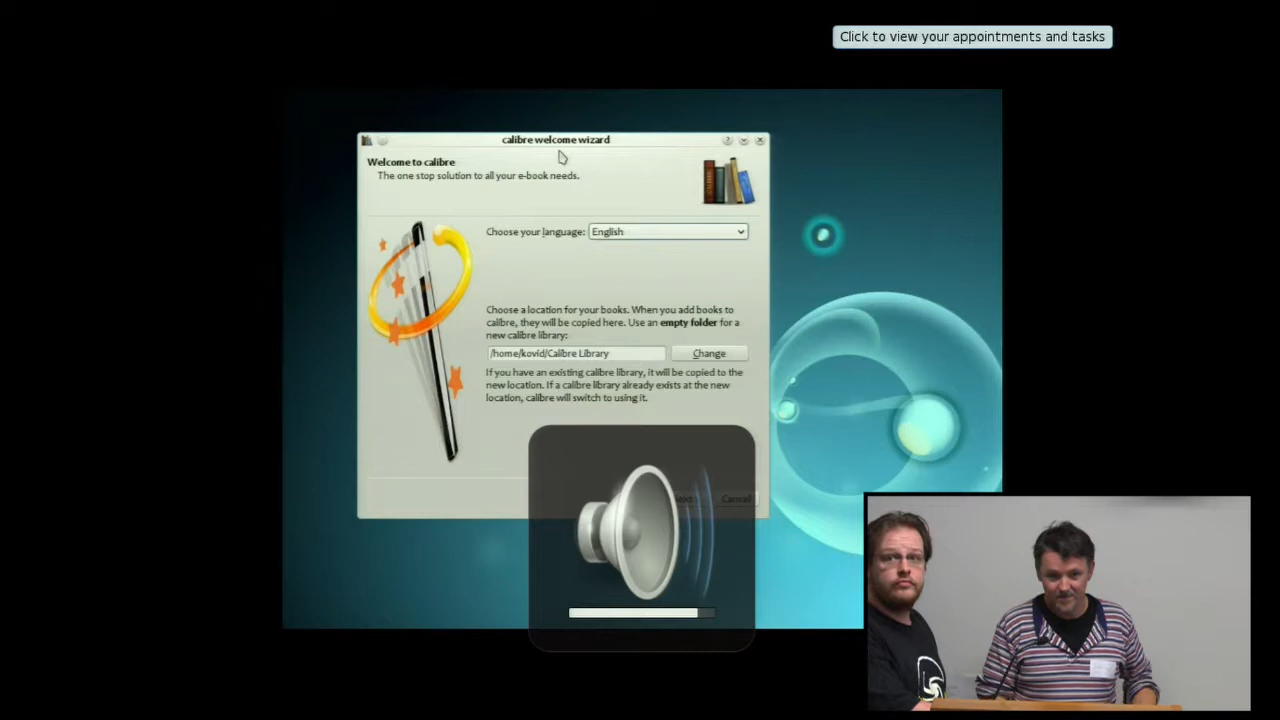 Click to view your appointments and tasks
calibre welcome wizard
Welcome to calibre
The one stop solution to all your e-book needs.
Choose your language: English
Choose a location for your books. When you add books to
calibre, they will be copied here. Use an empty folder for a
new calibre library:
/home/kovid/Calibre Library Change
If you have an existing calibre library, it will be copied to the
new location. If a calibre library already exists at the new
location, calibre will switch to using it.
Next Cancel